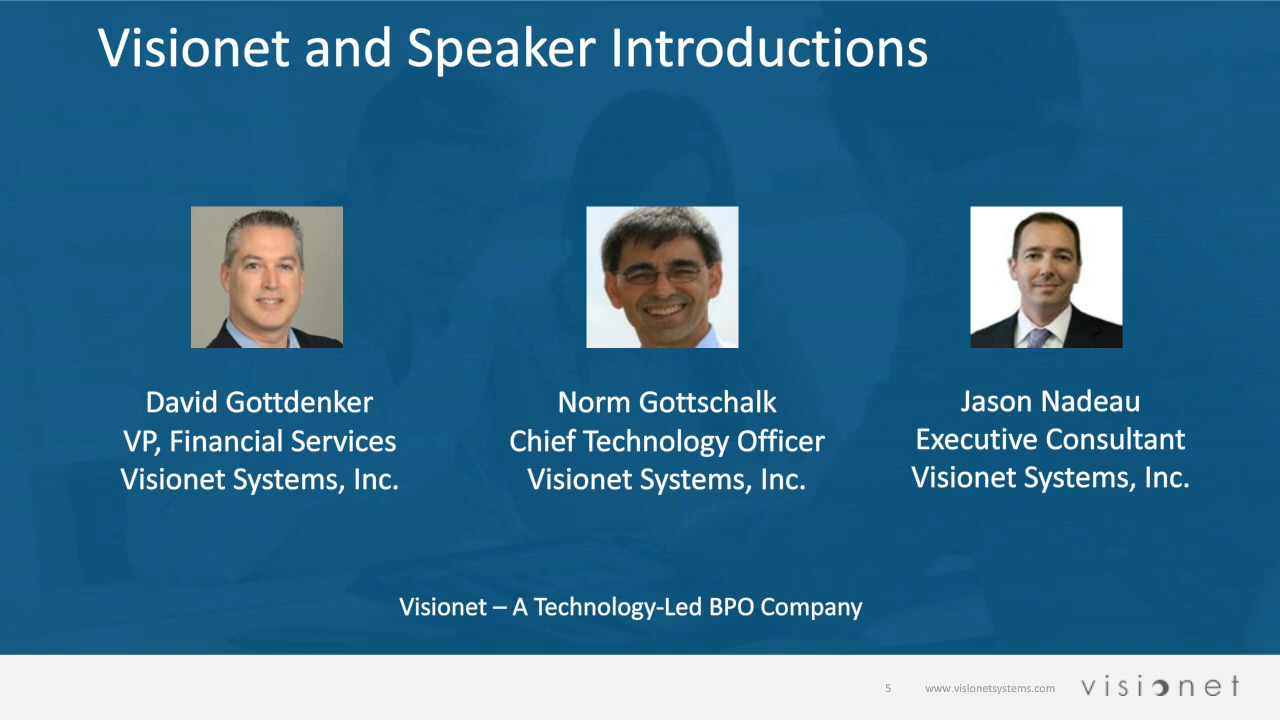 Visionet and Speaker Introductions
David Gottdenker
VP, Financial Services
Visionet Systems, Inc.
Norm Gottschalk
Chief Technology Officer
Visionet Systems, Inc.
Jason Nadeau
Executive Consultant
Visionet Systems, Inc.
Visionet – A Technology-Led BPO Company
5
www.visionetsystems.com
visionet